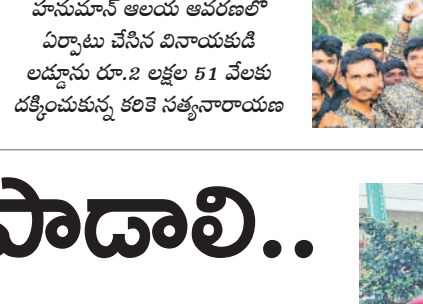 హనుమాన్ ఆలయ ఆవరణలో
ఏర్పాటు చేసిన వినాయకుడి
లడ్డూను రూ.2 లక్షల 51 వేలకు
దక్కించుకున్న కరికె సత్యనారాయణ
పాడాలి..